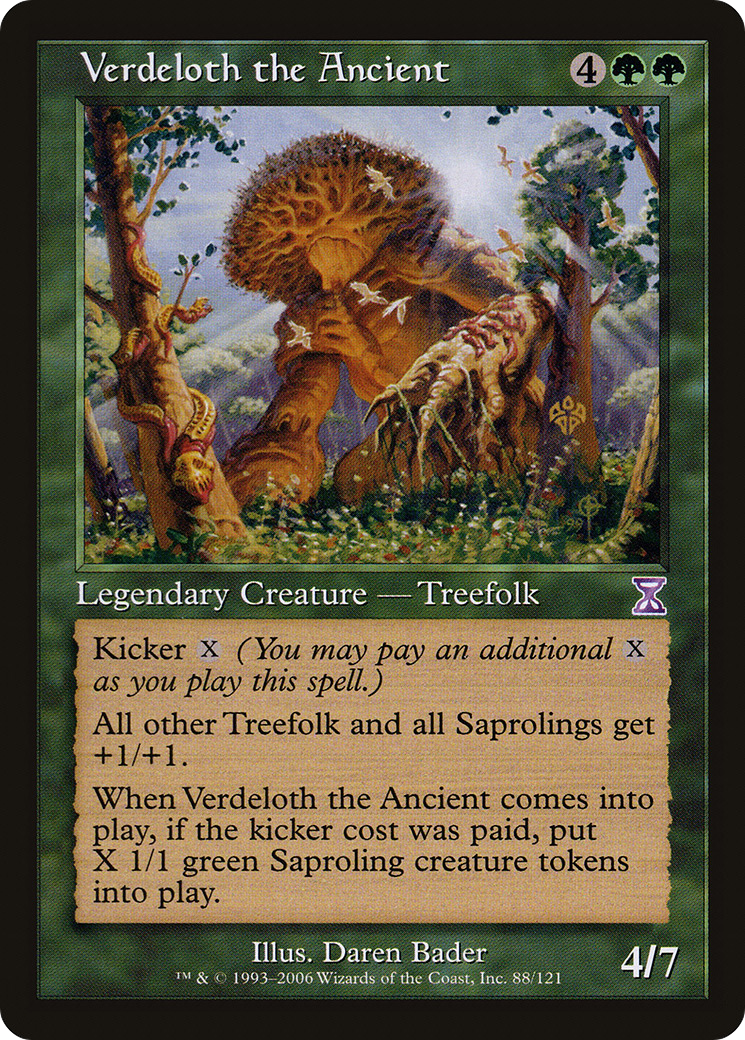 Verdeloth the Ancient 4
Legendary Creature — Treefolk
Kicker X (You may pay an additional X
as you play this spell.)
All other Treefolk and all Saprolings get
+1/+1.
When Verdeloth the Ancient comes into
play, if the kicker cost was paid, put
X 1/1 green Saproling creature tokens
into play.
Illus. Daren Bader
4/7
™ & © 1993–2006 Wizards of the Coast, Inc. 88/121